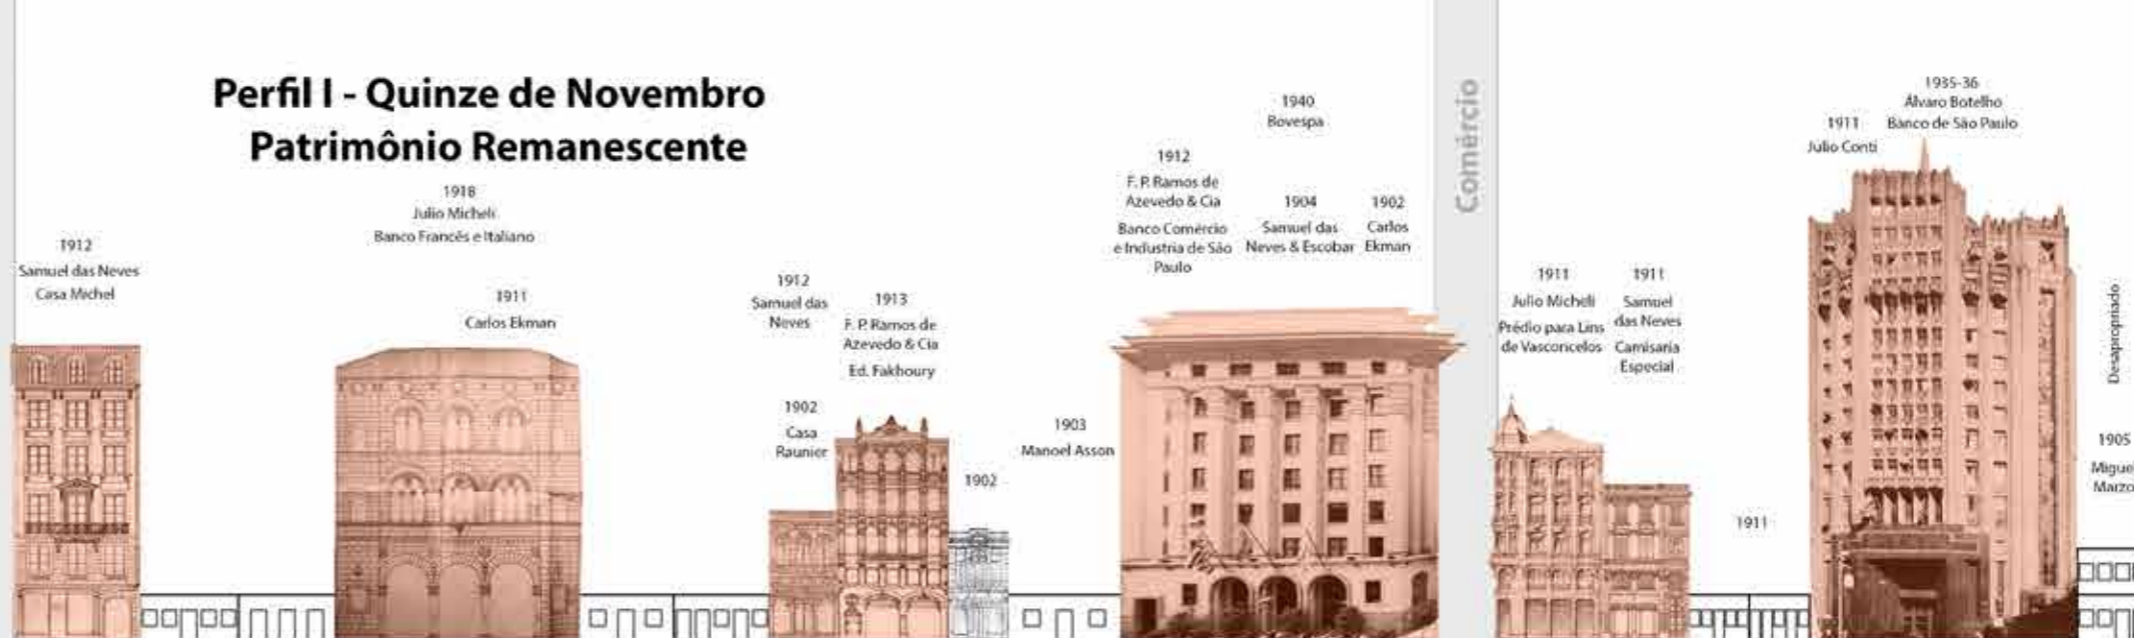 Perfil I - Quinze de Novembro
Patrimônio Remanescente
1912
Samuel das Neves
Casa Michel
1918
Julio Micheli
Banco Francês e Italiano
1911
Carlos Ekman
1912
Samuel das
Neves
1902
Casa
Raunier
1913
F. P. Ramos de
Azevedo & Cia
Ed. Fakhoury
1902
1903
Manoel Asson
1912
F. P. Ramos de
Azevedo & Cia
Banco Comércio
e Industria de São
Paulo
1940
Bovespa
1904
Samuel das
Neves & Escobar
1902
Carlos
Ekman
Comércio
1911
Julio Micheli
Prédio para Lins
de Vasconcelos
1911
Samuel
das Neves
Camisaria
Especial
1911
1911
Julio Conti
1935-36
Álvaro Botelho
Banco de São Paulo
Desapropriado
1905
Miguel
Marzo